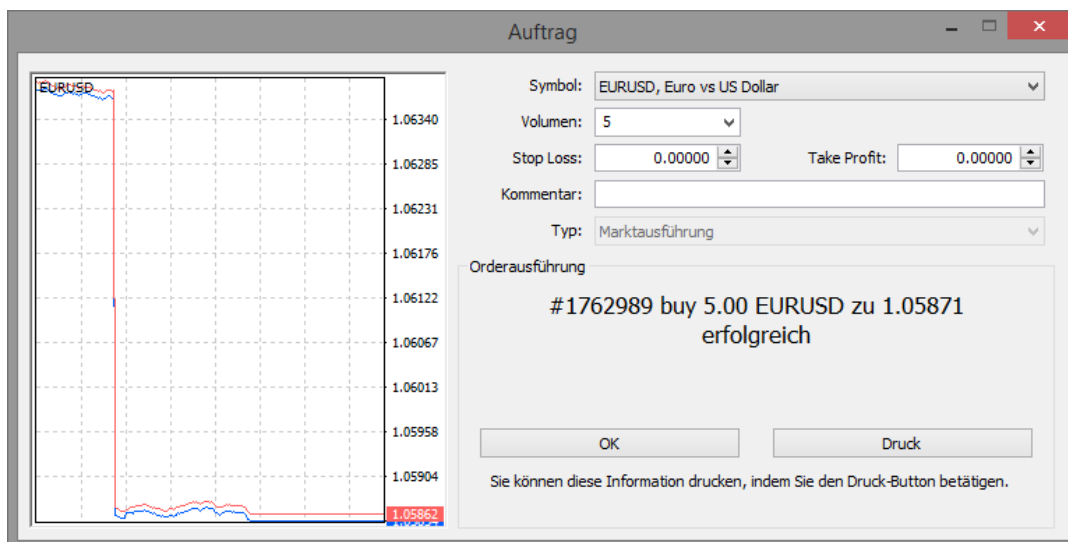 Auftrag
EURUSD
1.06340
1.06285
1.06231
1.06176
1.06122
1.06067
1.06013
1.05958
1.05904
1.05862
Symbol: EURUSD, Euro vs US Dollar
Volumen: 5
Stop Loss: 0.00000 Take Profit: 0.00000
Kommentar:
Typ: Marktausführung
Orderausführung
#1762989 buy 5.00 EURUSD zu 1.05871
erfolgreich
OK Druck
Sie können diese Information drucken, indem Sie den Druck-Button betätigen.